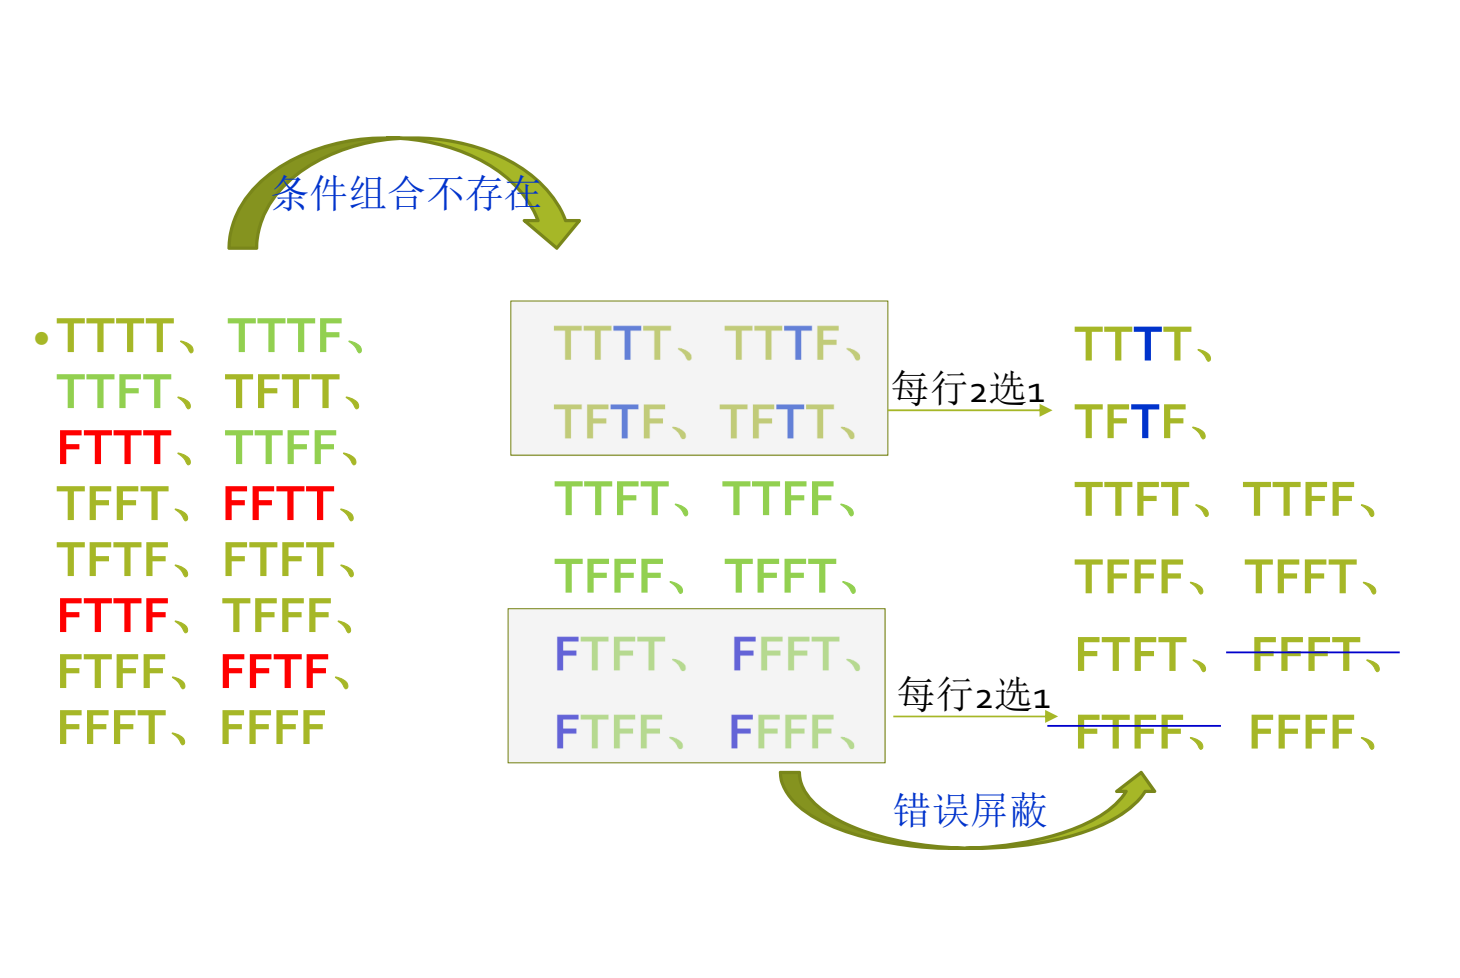 条件组合不存在
•TTTT、 TTTF、
TTFT、 TFTT、
FTTT、 TTFF、
TFFT、 FFTT、
TFTF、 FTFT、
FTTF、 TFFF、
FTFF、 FFTF、
FFFT、 FFFF
TTTT、 TTTF、
TFTF、 TFTT、
TTFT、 TTFF、
TFFF、 TFFT、
FTFT、 FFFT、
FTFF、 FFFF、
每行2选1
每行2选1
TTTT、
TFTF、
TTFT、 TTFF、
TFFF、 TFFT、
FTFT、 FFFT、
FTFF、 FFFF、
错误屏蔽